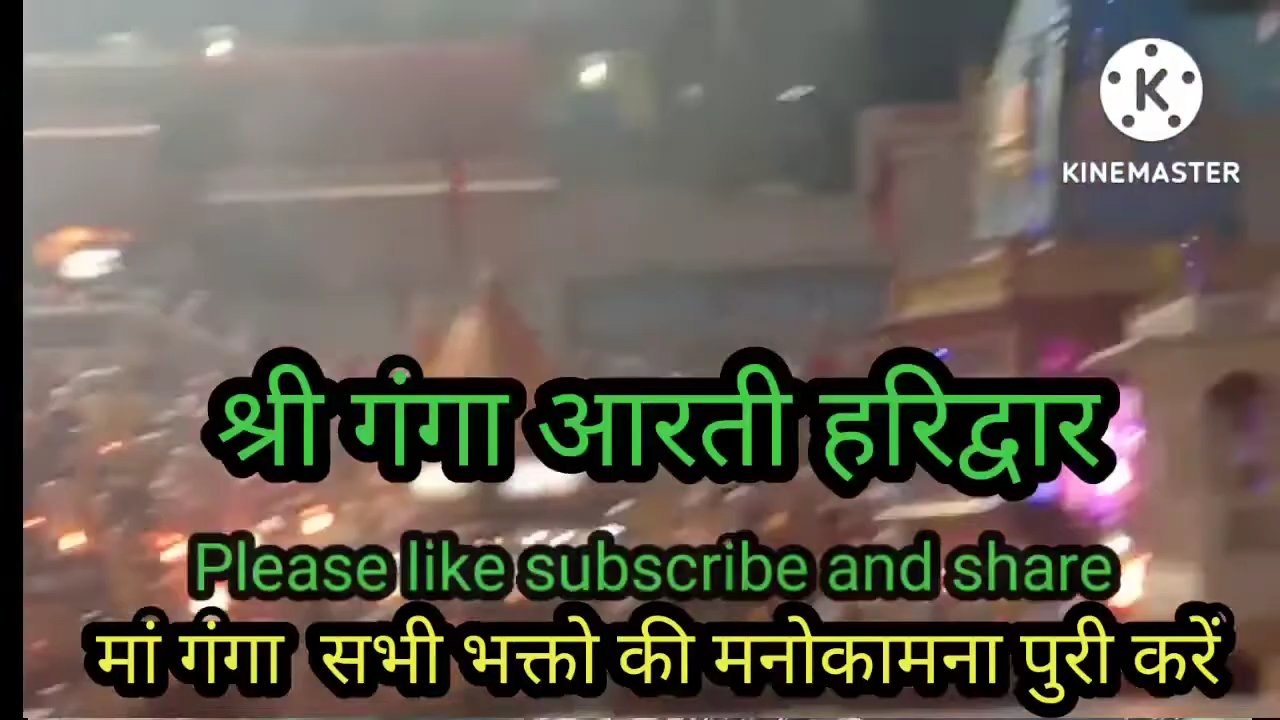 K
KINEMASTER
श्री गंगा आरती हरिद्वार
Please like subscribe and share
मां गंगा सभी भक्तो की मनोकामना पुरी करें